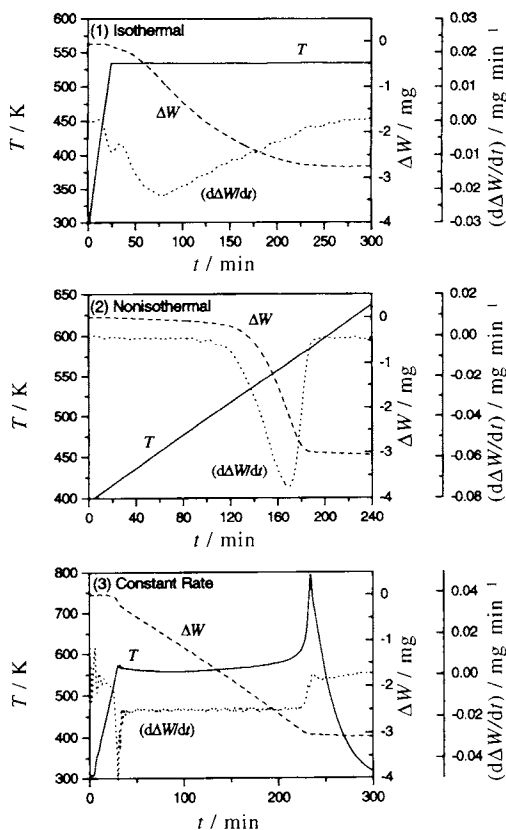 (1) Isothermal
T
ΔW
(dΔW/dt)
600
550
500
450
400
350
300
T / K
0
-1
-2
-3
-4
ΔW / mg
0.03
0.02
0.01
0.00
-0.01
-0.02
-0.03
(dΔW/dt) / mg min⁻¹
0 50 100 150 200 250 300
t / min
(2) Nonisothermal
ΔW
T
(dΔW/dt)
650
600
550
500
450
400
T / K
0
-1
-2
-3
-4
ΔW / mg
0.02
0.00
-0.02
-0.04
-0.06
-0.08
(dΔW/dt) / mg min⁻¹
0 40 80 120 160 200 240
t / min
(3) Constant Rate
T
ΔW
(dΔW/dt)
800
700
600
500
400
300
T / K
0
-1
-2
-3
-4
ΔW / mg
0.04
0.02
0.00
-0.02
-0.04
(dΔW/dt) / mg min⁻¹
0 100 200 300
t / min